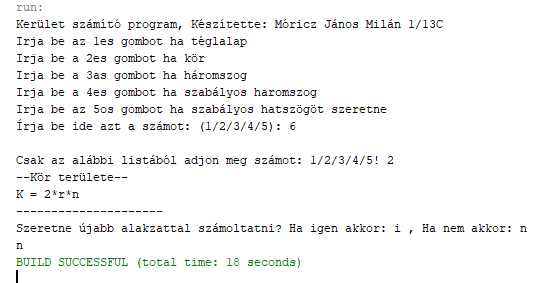 run:
Kerület számító program, Készítette: Móricz János Milán 1/13C
Irja be az 1es gombot ha téglalap
Irja be a 2es gombot ha kör
Irja be a 3as gombot ha háromszog
Irja be a 4es gombot ha szabályos haromszog
Irja be az 5os gombot ha szabályos hatszögöt szeretne
Írja be ide azt a számot: (1/2/3/4/5): 6
Csak az alábbi listából adjon meg számot: 1/2/3/4/5! 2
--Kör területe--
K = 2*r*n
---------------------
Szeretne újabb alakzattal számoltatni? Ha igen akkor: i , Ha nem akkor: n
n
BUILD SUCCESSFUL (total time: 18 seconds)